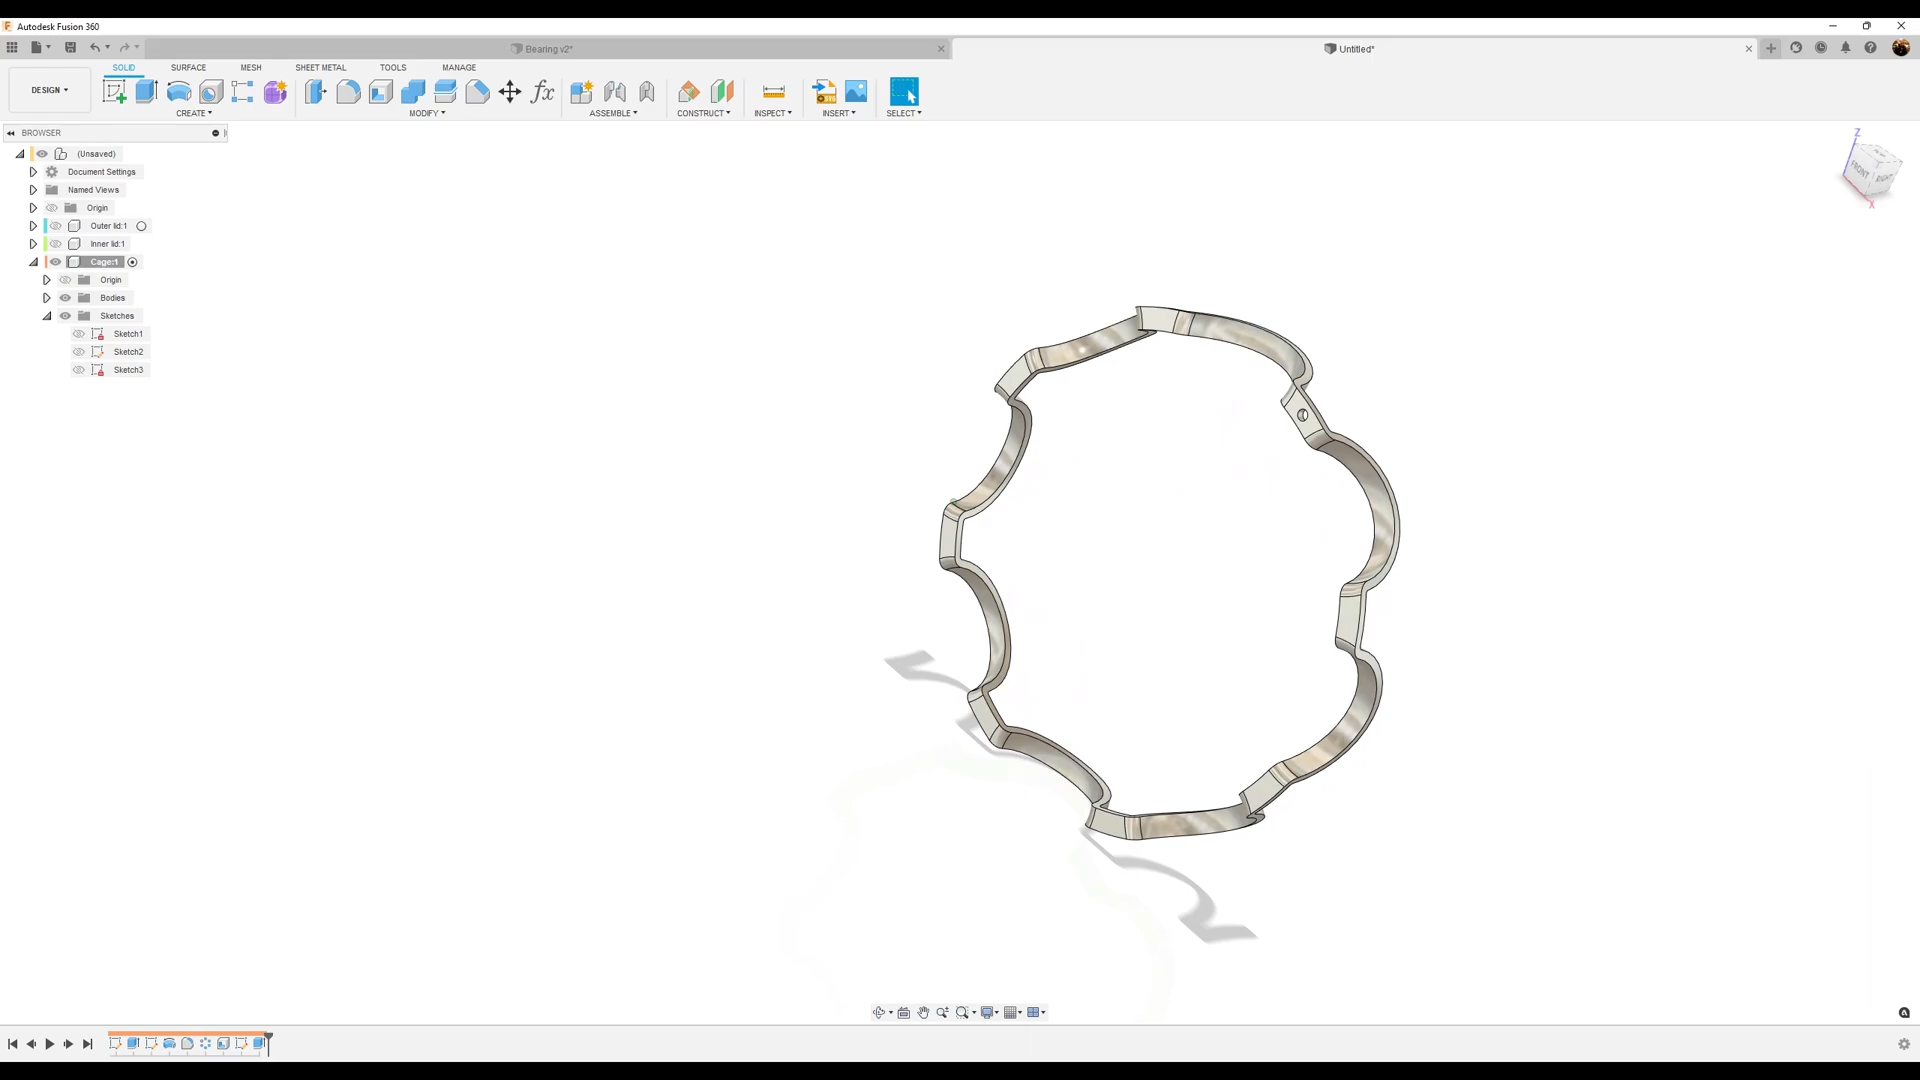 Autodesk Fusion 360
Bearing v2*
Untitled*
SOLID SURFACE MESH SHEET METAL TOOLS MANAGE
DESIGN
CREATE MODIFY ASSEMBLE CONSTRUCT INSPECT INSERT SELECT
BROWSER
(Unsaved)
Document Settings
Named Views
Origin
Outer lid:1
Inner lid:1
Cage:1
Origin
Bodies
Sketches
Sketch1
Sketch2
Sketch3
Z
FRONT
RIGHT
X